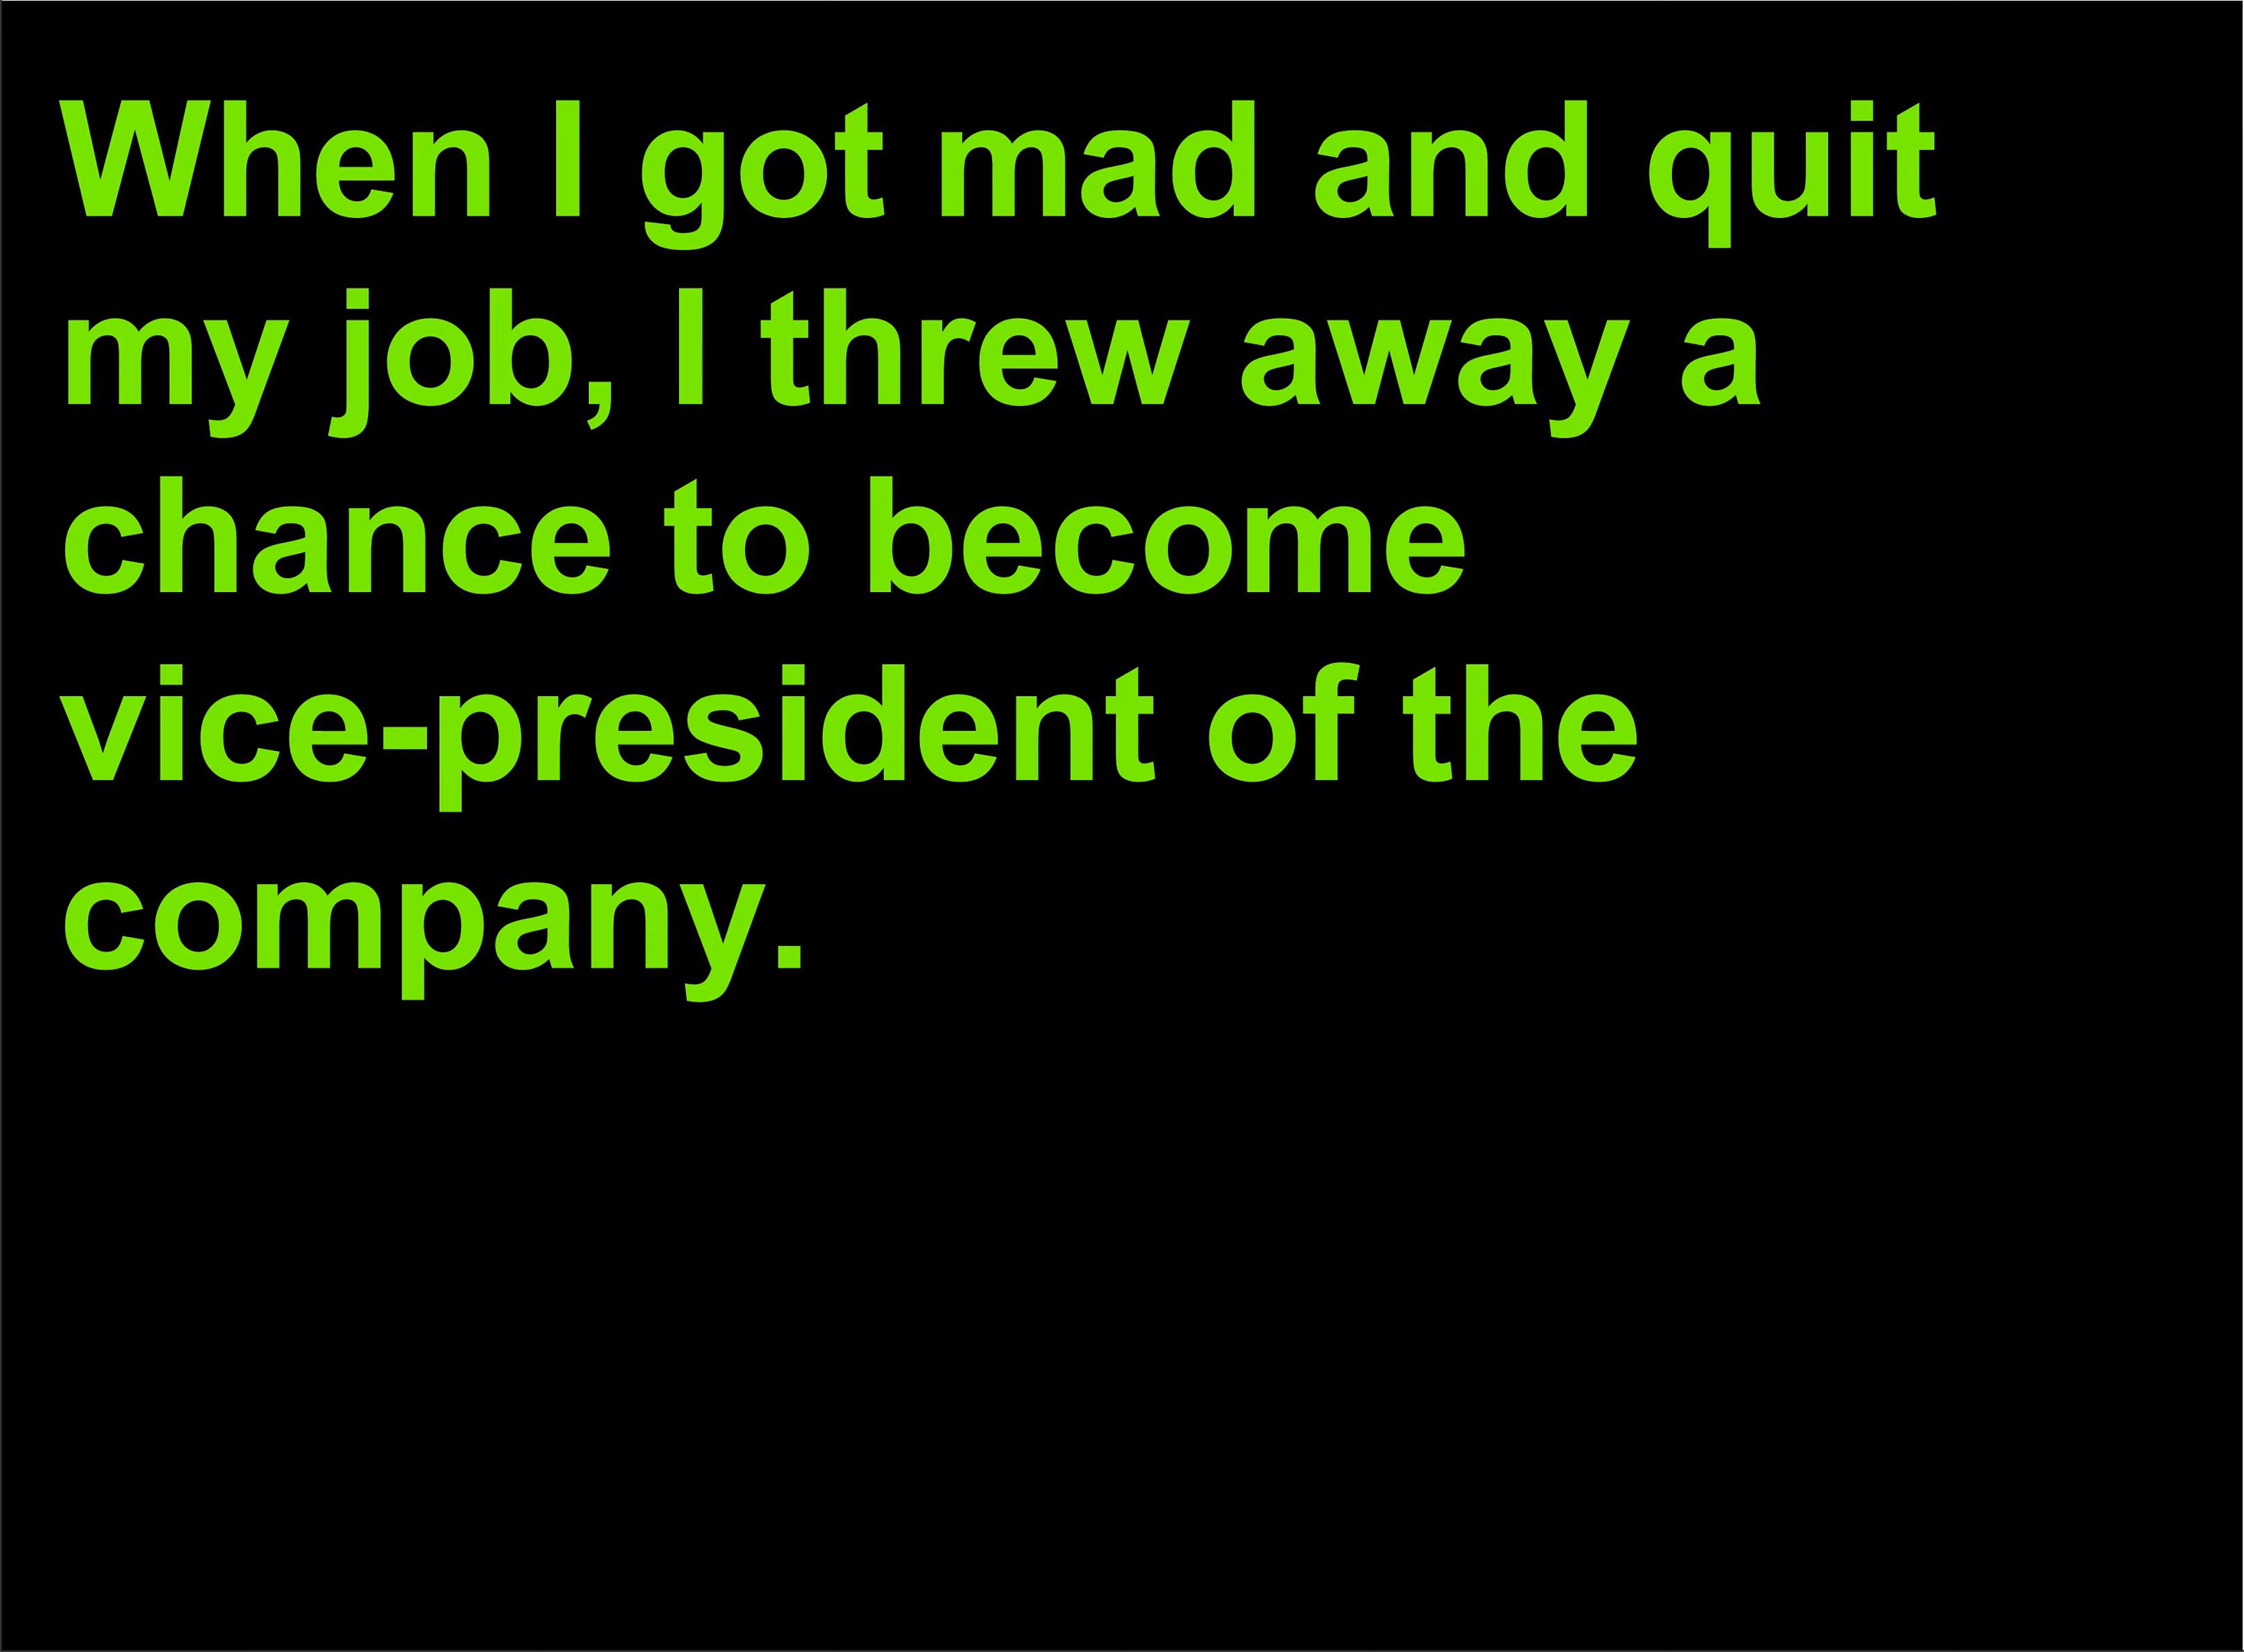 When I got mad and quit
my job, I threw away a
chance to become
vice-president of the
company.